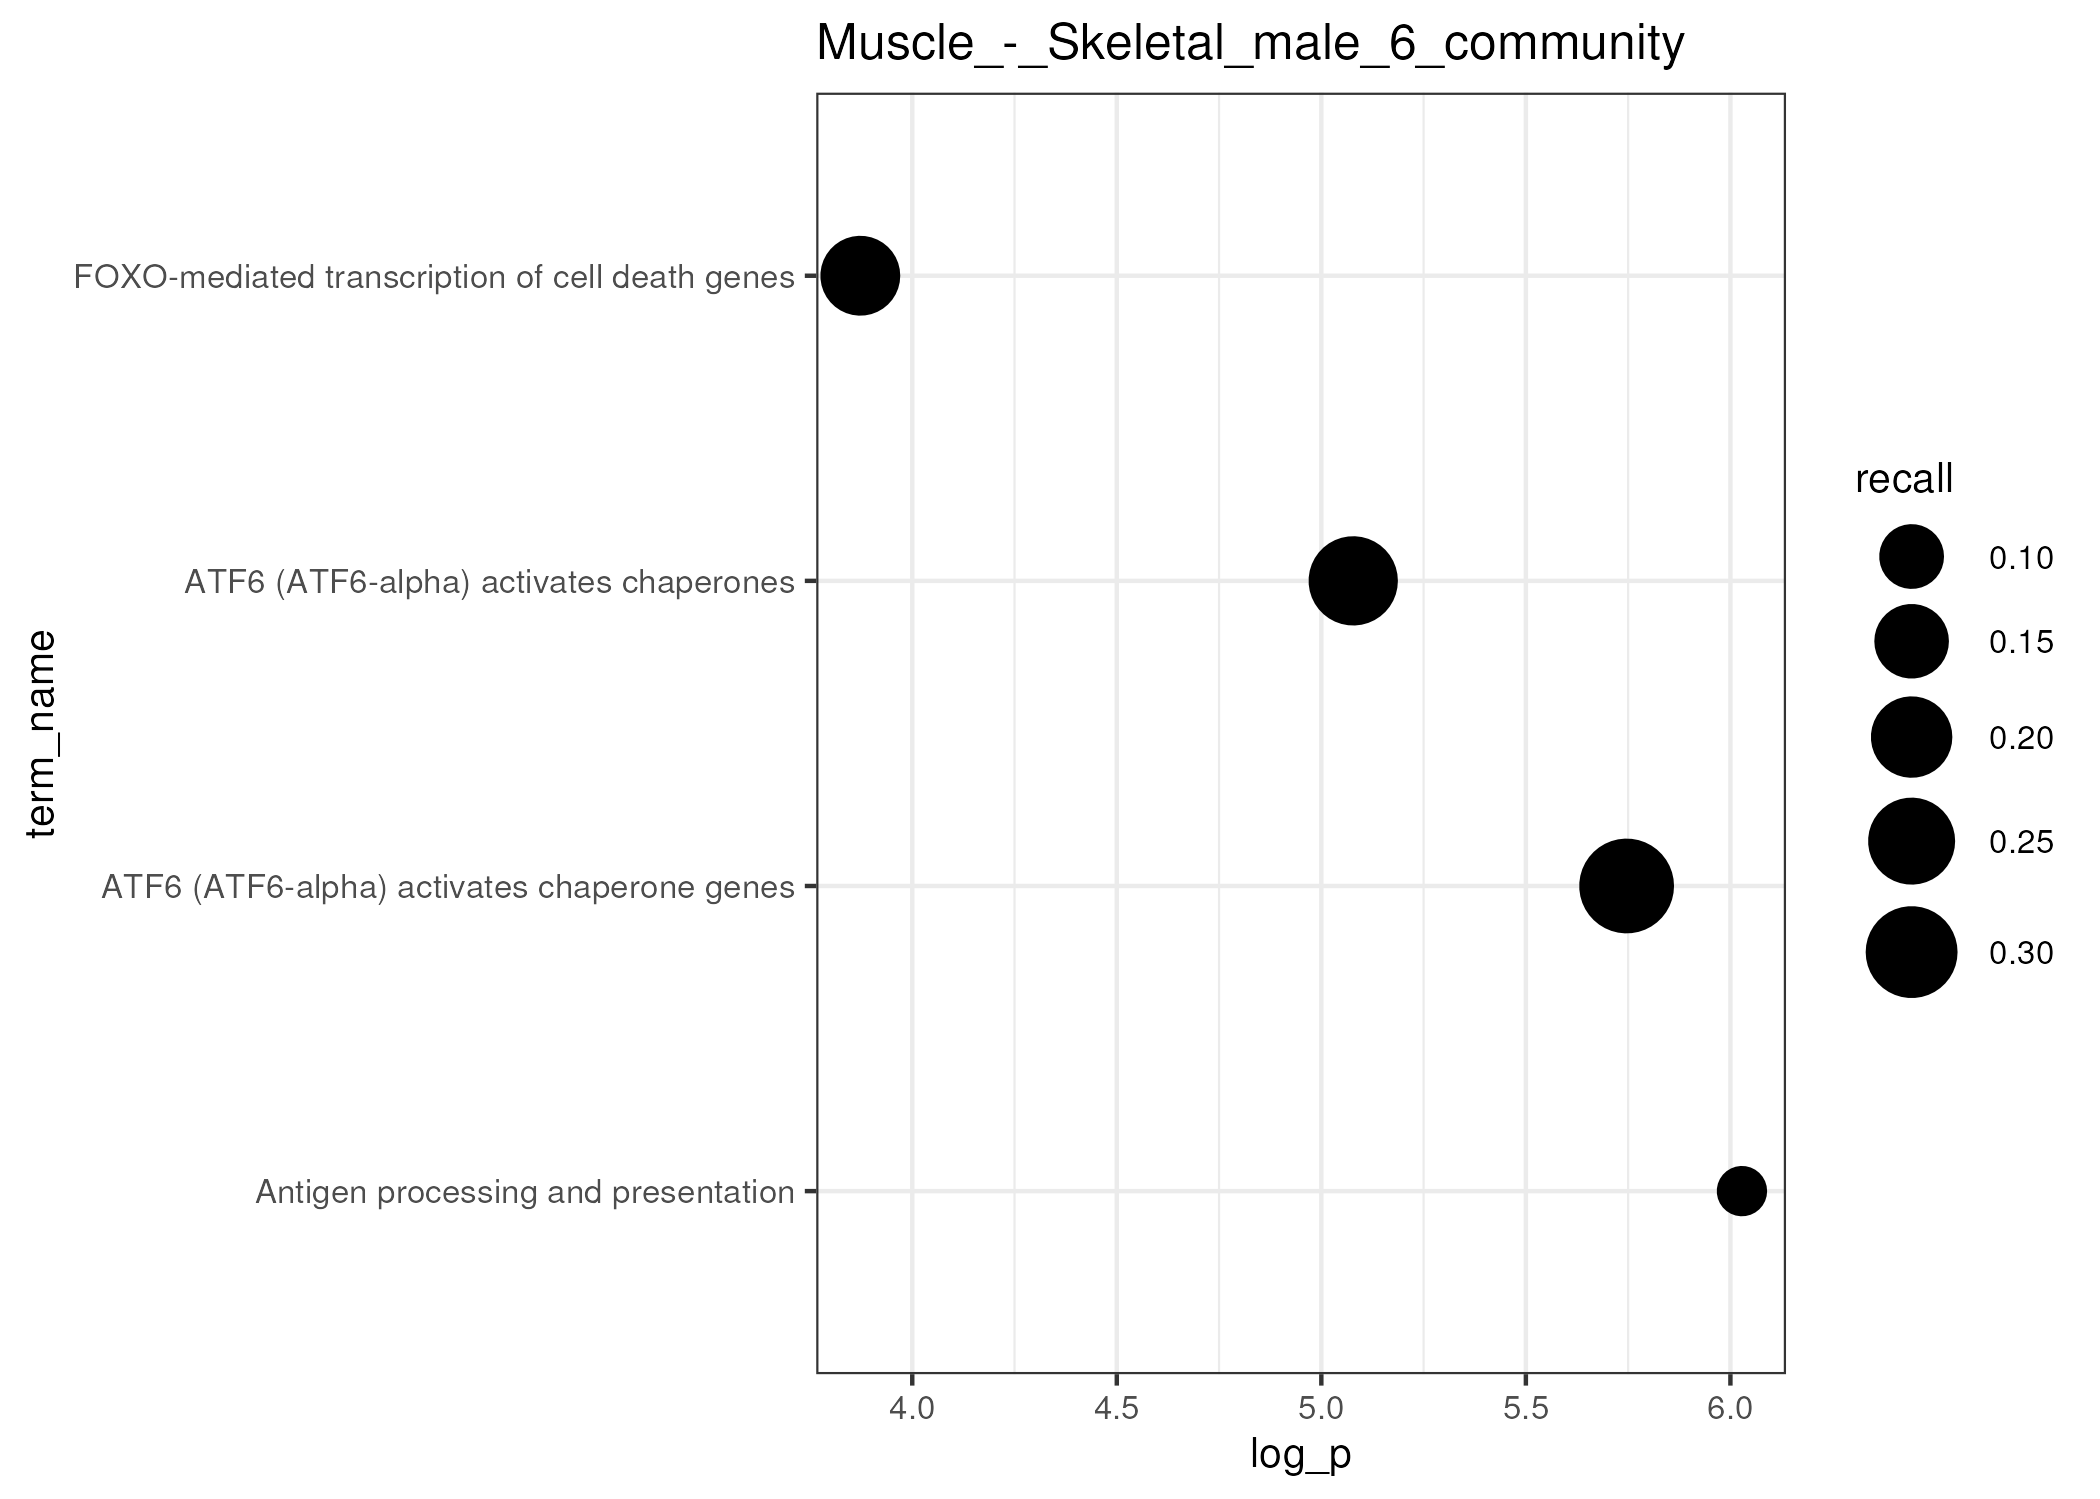 Muscle_-_Skeletal_male_6_community
FOXO-mediated transcription of cell death genes
ATF6 (ATF6-alpha) activates chaperones
ATF6 (ATF6-alpha) activates chaperone genes
Antigen processing and presentation
term_name
4.0 4.5 5.0 5.5 6.0
log_p
recall
0.10
0.15
0.20
0.25
0.30